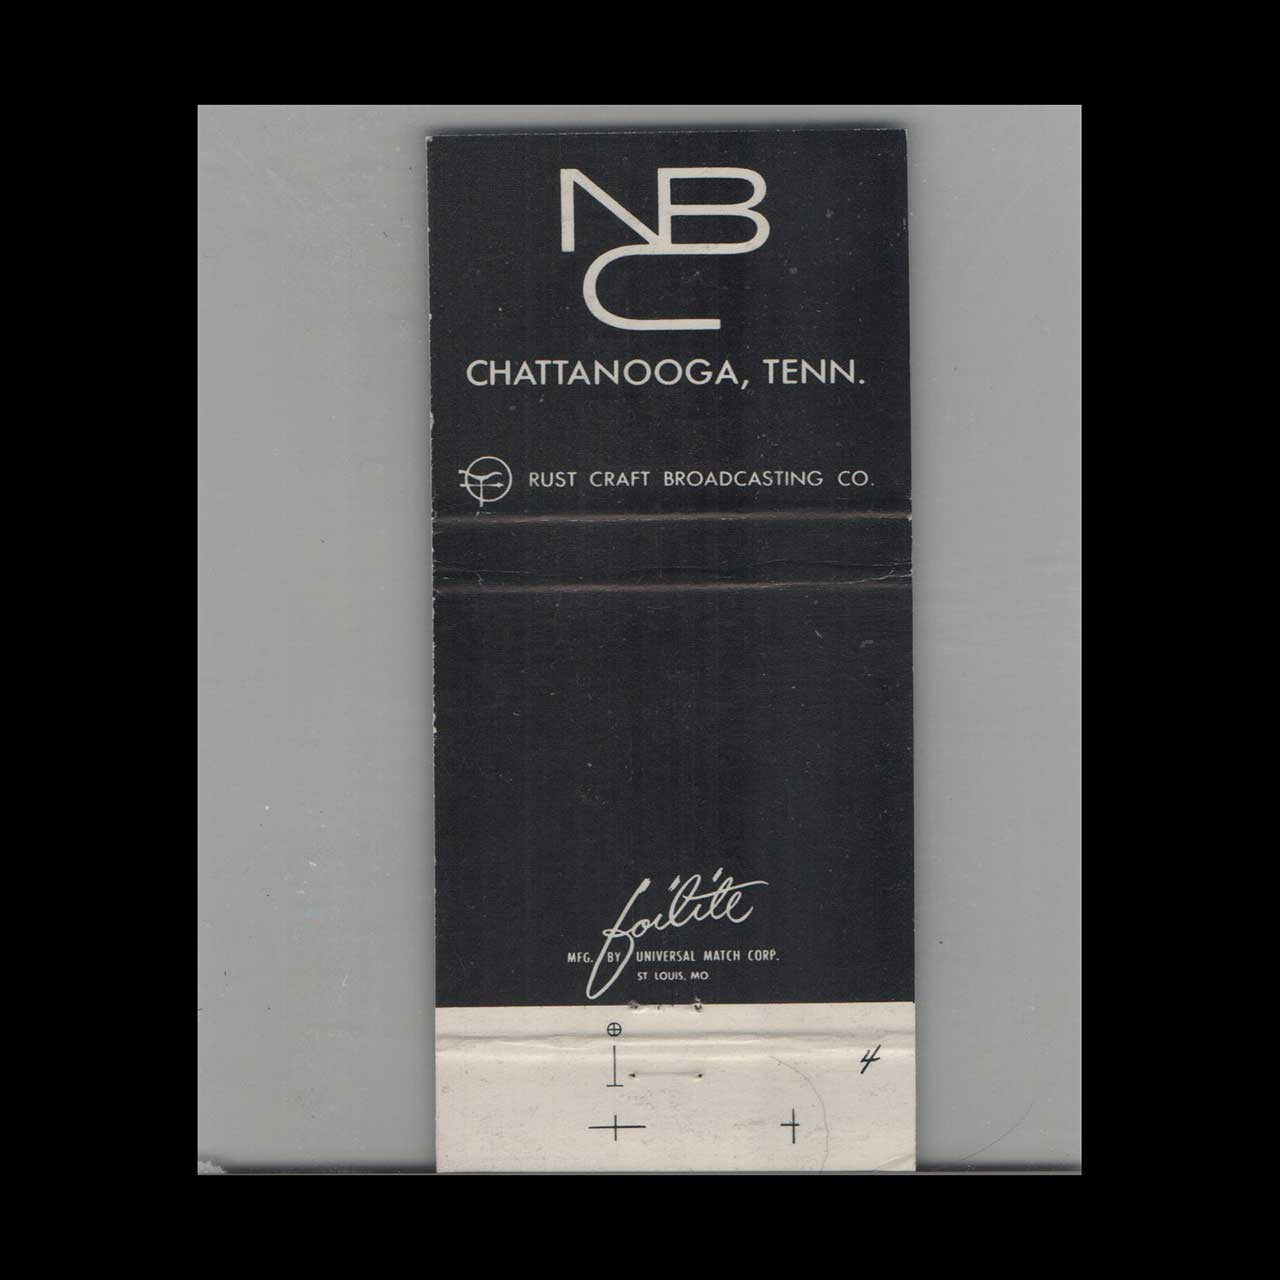 NBC
CHATTANOOGA, TENN.
RUST CRAFT BROADCASTING CO.
foilite
MFG. BY UNIVERSAL MATCH CORP.
ST LOUIS, MO
4